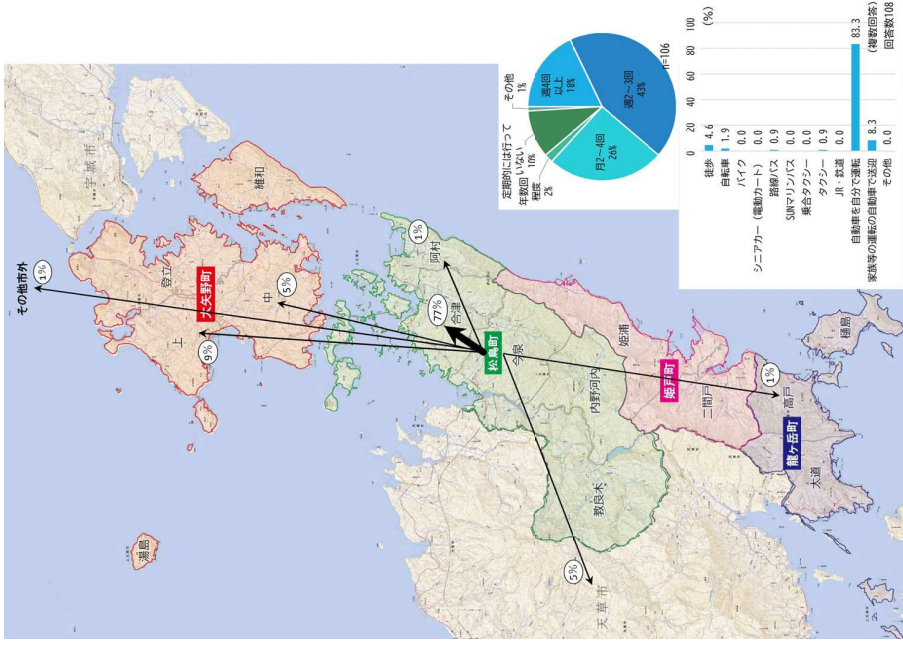 その他市外
1%
宇城市
維和
登立
大矢野町
上
中
9%
5%
湯島
阿村
1%
77%
合津
松島町
今泉
内野河内
教良木
姫浦
姫戸町
二間戸
樋島
高戸
1%
龍ヶ岳町
大道
5%
天草市
その他
1%
週4回
以上
18%
週2~3回
43%
月2~4回
26%
年数回
程度
2%
定期的には行って
いない
10%
n=106
(%)
0
20
40
60
80
100
徒歩 4.6
自転車 1.9
バイク 0.0
シニアカー(電動カート) 0.0
路線バス 0.9
SUNマリンバス 0.0
乗合タクシー 0.0
タクシー 0.9
JR・鉄道 0.0
自動車を自分で運転 83.3
家族等の運転の自動車で送迎 8.3
その他 0.0
(複数回答)
回答数108